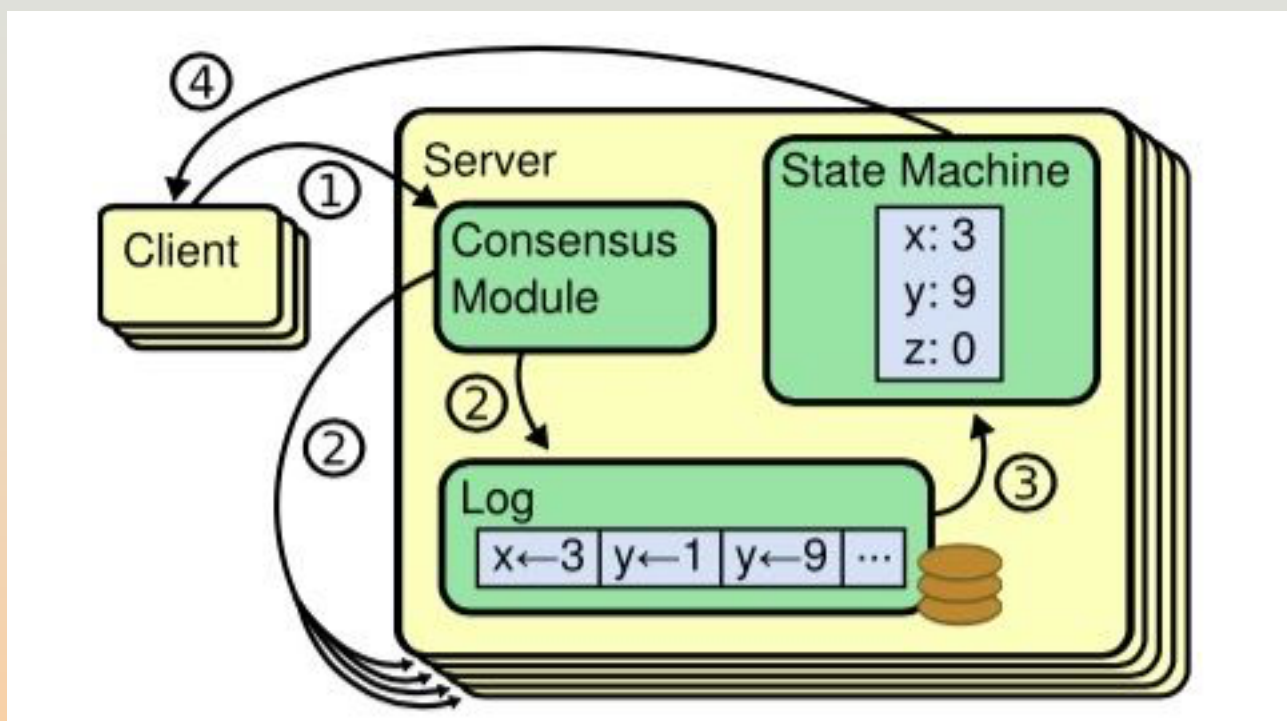 ④
①
Server
State Machine
x: 3
y: 9
z: 0
Client
Consensus
Module
②
②
③
Log
x←3 y←1 y←9 ...